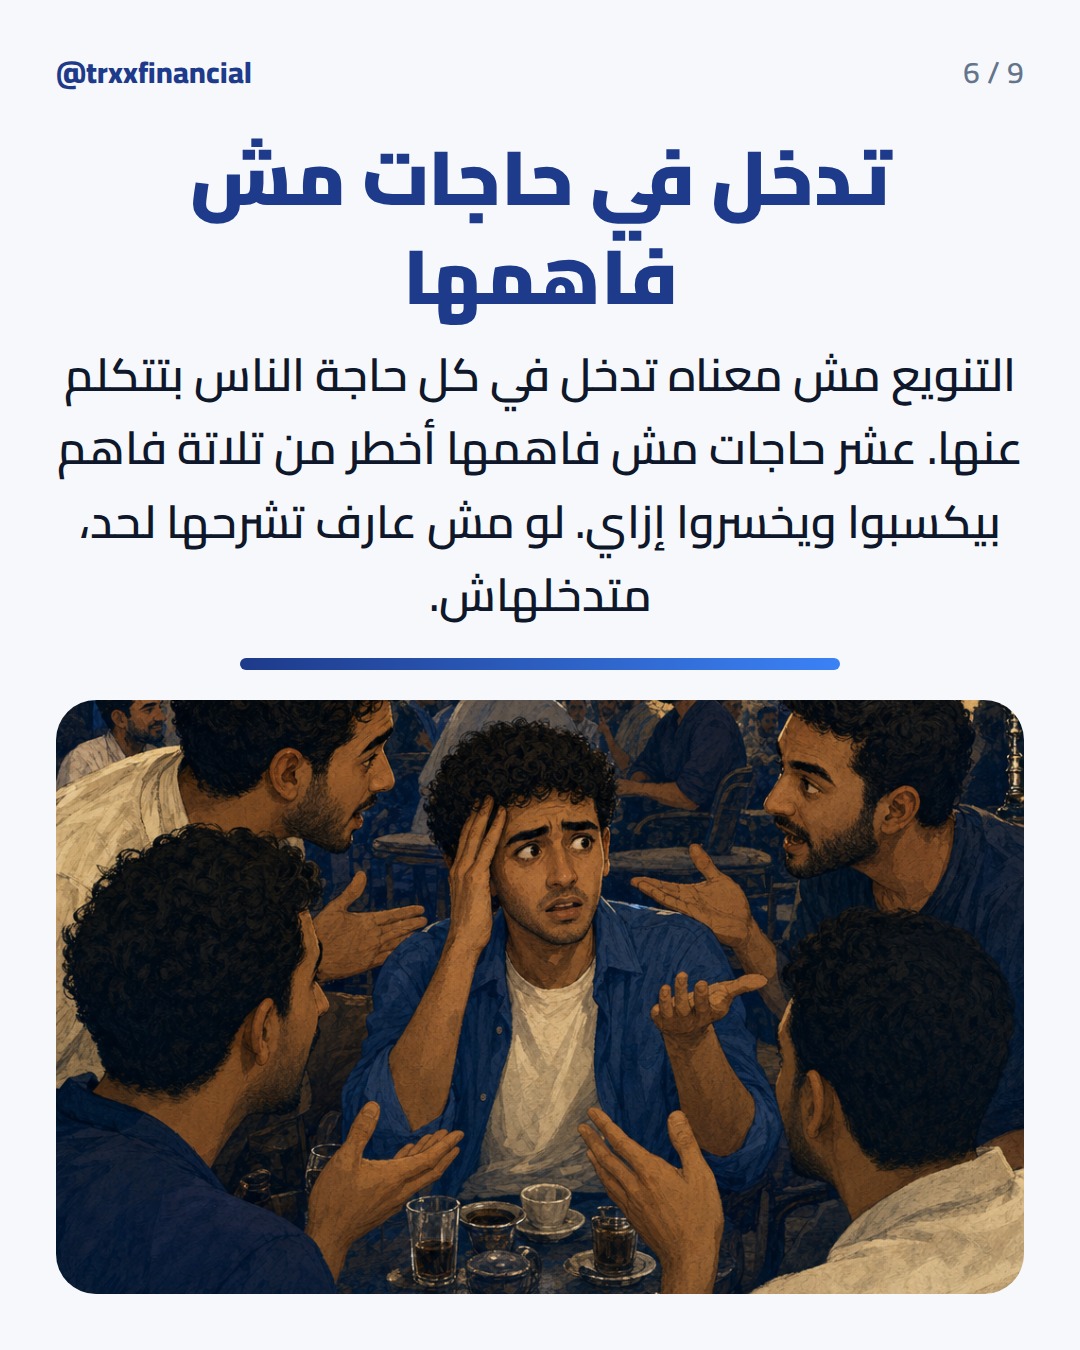 @trxxfinancial
6 / 9
تدخل في حاجات مش
فاهمها
التنويع مش معناه تدخل في كل حاجة الناس بتتكلم
عنها. عشر حاجات مش فاهمها أخطر من تلاتة فاهم
بيكسبوا ويخسروا إزاي. لو مش عارف تشرحها لحد،
متدخلهاش.